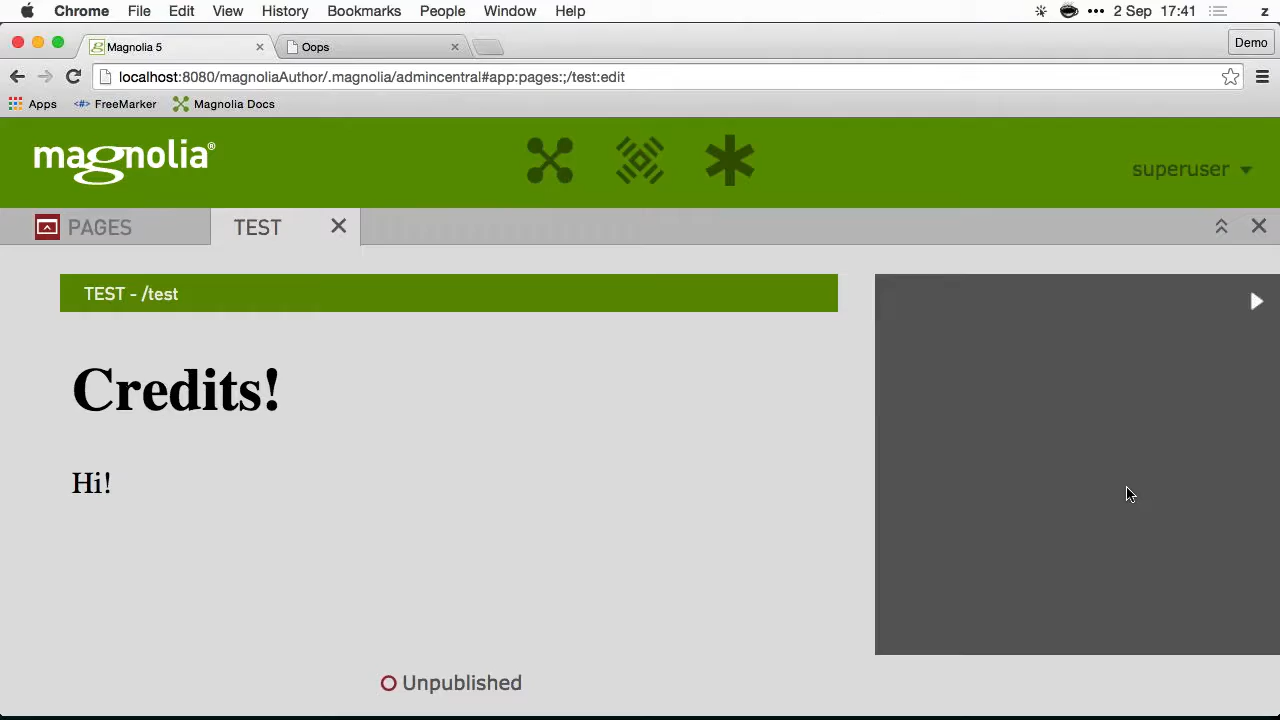 Chrome File Edit View History Bookmarks People Window Help 2 Sep 17:41 z
Magnolia 5 Oops Demo
localhost:8080/magnoliaAuthor/.magnolia/admincentral#app:pages:;/test:edit
Apps FreeMarker Magnolia Docs
magnolia® superuser
PAGES TEST
TEST - /test
Credits!
Hi!
Unpublished